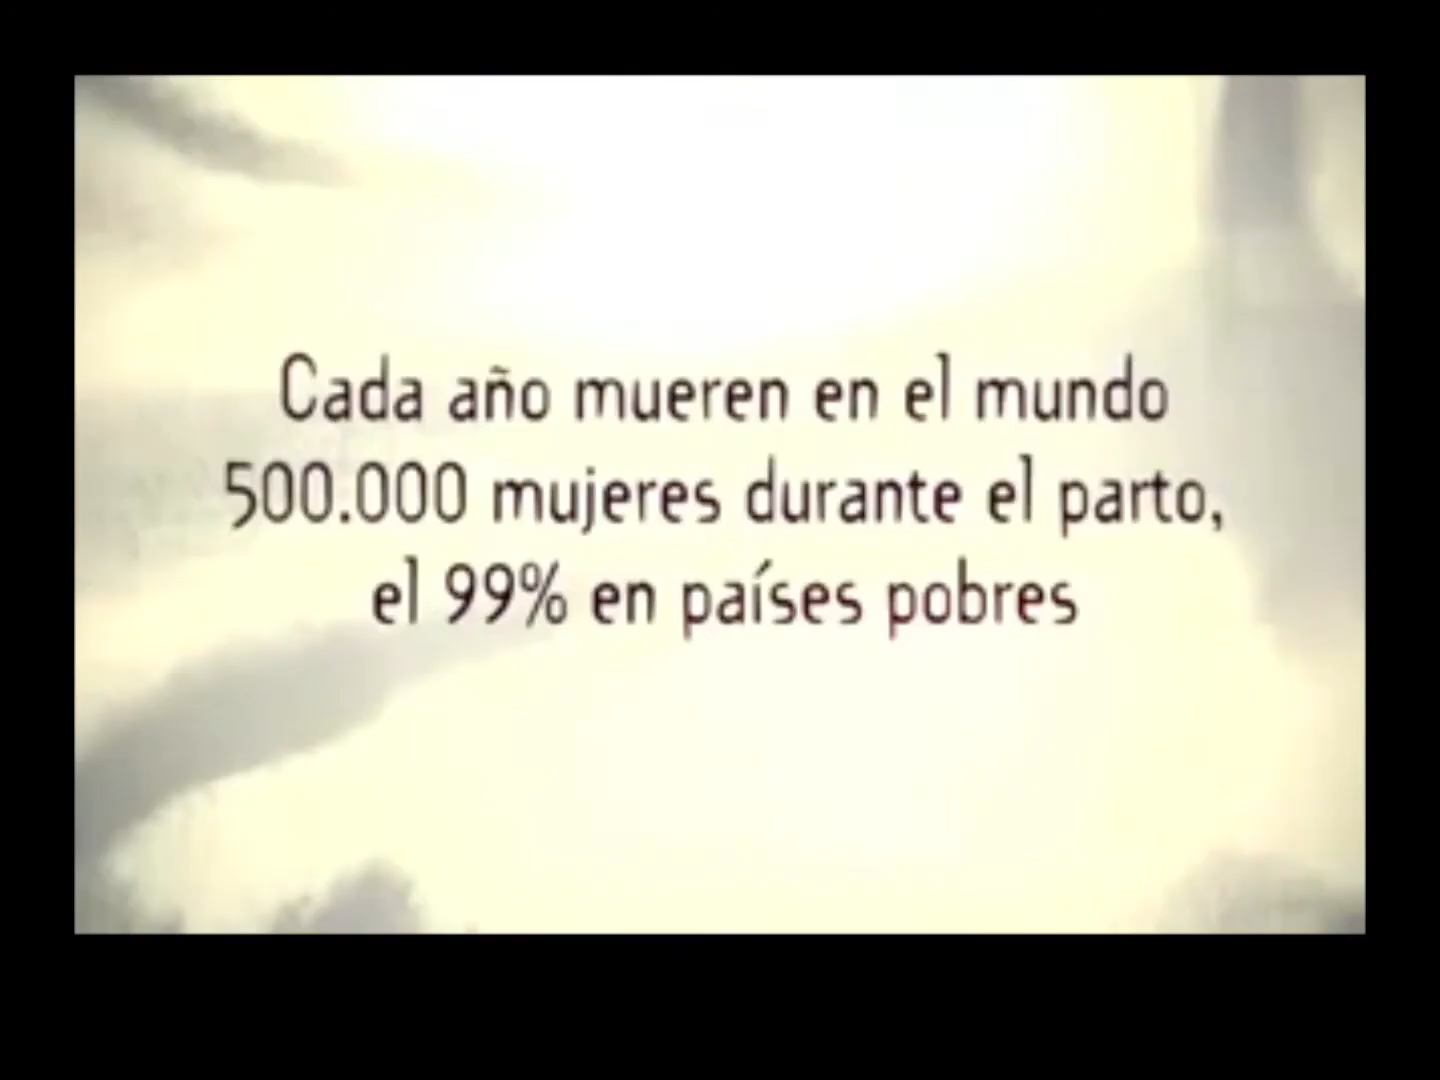 Cada año mueren en el mundo
500.000 mujeres durante el parto,
el 99% en países pobres